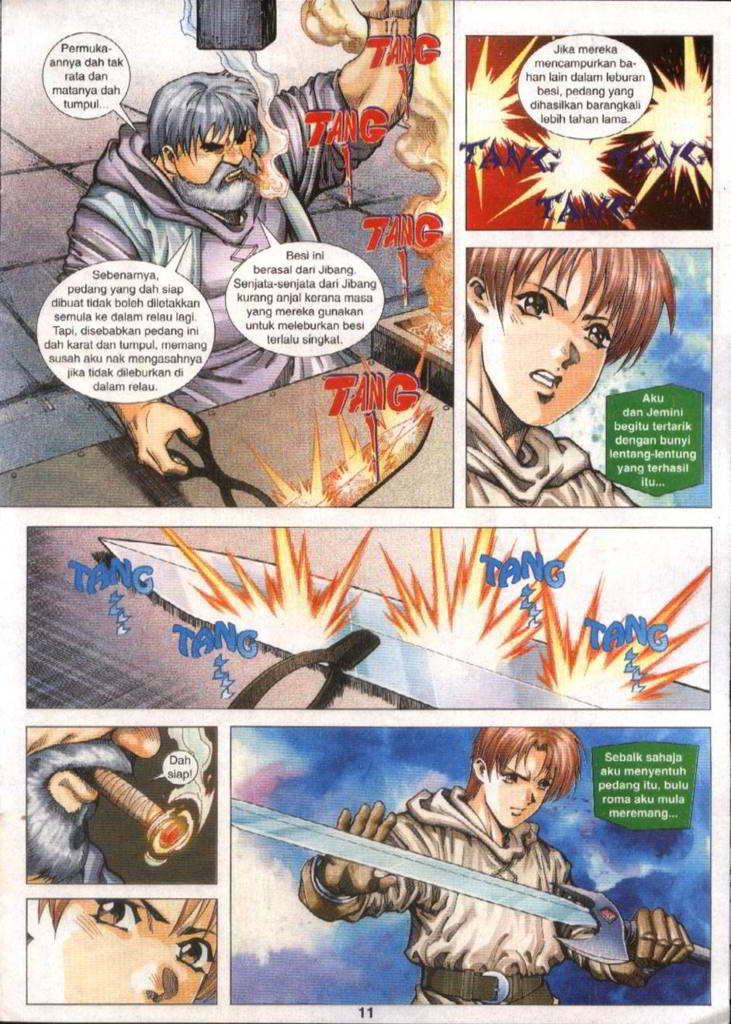 Permuka-
annya dah tak
rata dan
matanya dah
tumpul...
TANG
TANG
TANG
TANG
Sebenarnya,
pedang yang dah siap
dibuat tidak boleh diletakkan
semula ke dalam relau lagi.
Tapi, disebabkan pedang ini
dah karat dan tumpul, memang
susah aku nak mengasahnya
jika tidak dileburkan di
dalam relau.
Besi ini
berasal dari Jibang.
Senjata-senjata dari Jibang
kurang anjal kerana masa
yang mereka gunakan
untuk meleburkan besi
terlalu singkat.
Jika mereka
mencampurkan ba-
han lain dalam leburan
besi, pedang yang
dihasilkan barangkali
lebih tahan lama.
TANG
TANG
TANG
Aku
dan Jemini
begitu tertarik
dengan bunyi
lentang-lentung
yang terhasil
itu...
TANG
TANG
TANG
TANG
Dah
siap!
Sebaik sahaja
aku menyentuh
pedang itu, bulu
roma aku mula
meremang...
11